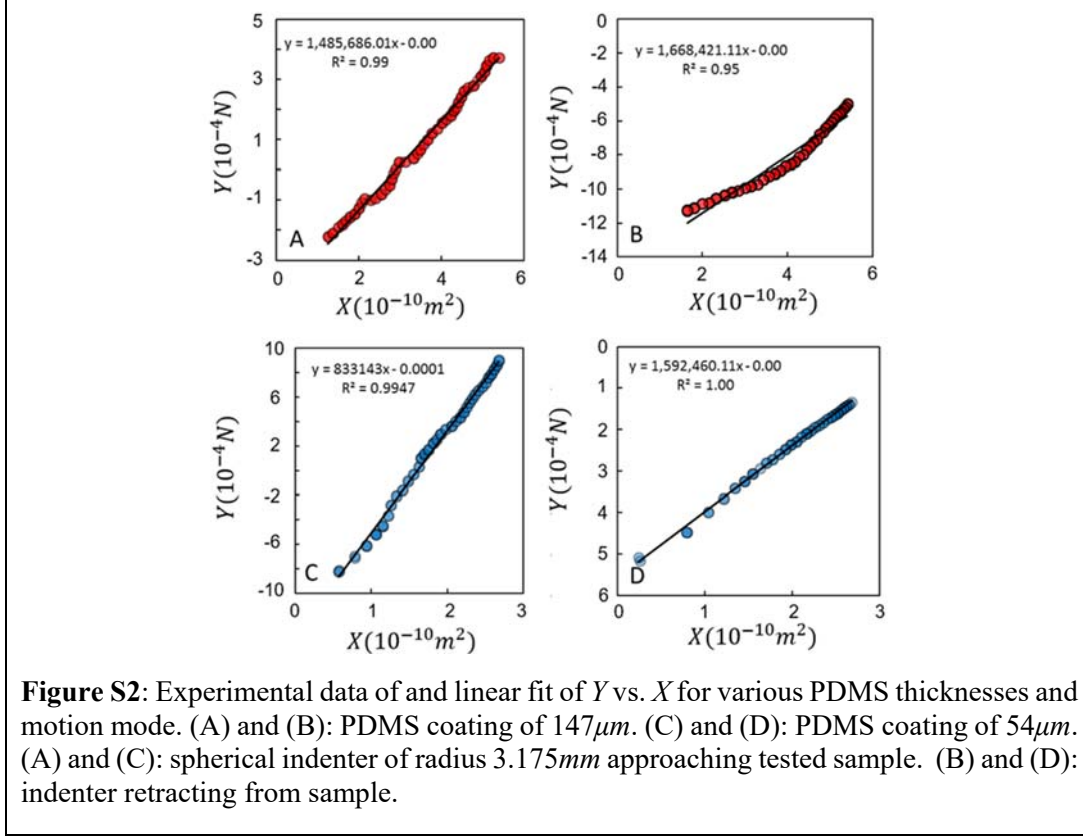 5
3
1
-1
-3
Y(10⁻⁴N)
y = 1,485,686.01x - 0.00
R² = 0.99
A
0 2 4 6
X(10⁻¹⁰m²)
0
-2
-4
-6
-8
-10
-12
-14
Y(10⁻⁴N)
y = 1,668,421.11x - 0.00
R² = 0.95
B
0 2 4 6
X(10⁻¹⁰m²)
10
6
2
-2
-6
-10
Y(10⁻⁴N)
y = 833143x - 0.0001
R² = 0.9947
C
0 1 2 3
X(10⁻¹⁰m²)
0
1
2
3
4
5
6
Y(10⁻⁴N)
y = 1,592,460.11x - 0.00
R² = 1.00
D
0 1 2 3
X(10⁻¹⁰m²)
Figure S2: Experimental data of and linear fit of Y vs. X for various PDMS thicknesses and
motion mode. (A) and (B): PDMS coating of 147μm. (C) and (D): PDMS coating of 54μm.
(A) and (C): spherical indenter of radius 3.175mm approaching tested sample. (B) and (D):
indenter retracting from sample.